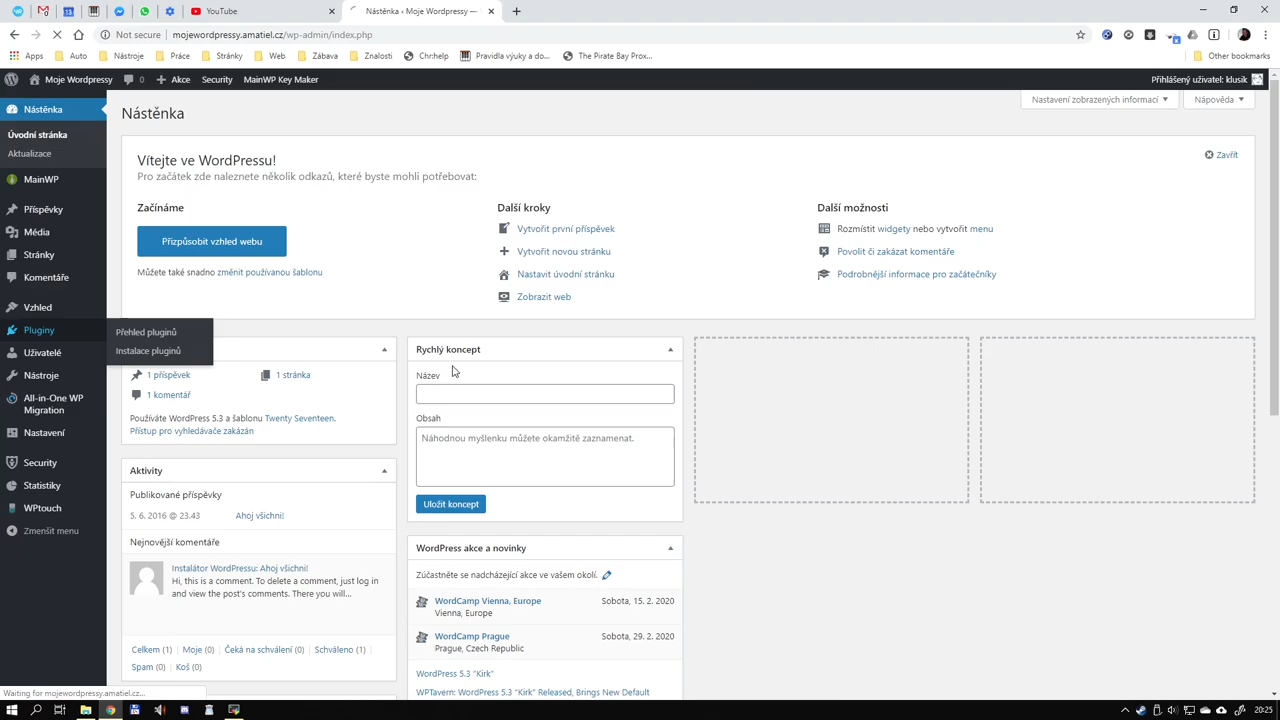 YouTube
Nástěnka ‹ Moje Wordpressy —
Not secure
mojewordpressy.amatiel.cz/wp-admin/index.php
Apps
Auto
Nástroje
Práce
Stránky
Web
Zábava
Znalosti
Chr:help
Pravidla výuky a do...
The Pirate Bay Prox...
Other bookmarks
Moje Wordpressy
0
Akce
Security
MainWP Key Maker
Přihlášený uživatel: klusik
Nástěnka
Úvodní stránka
Aktualizace
MainWP
Příspěvky
Média
Stránky
Komentáře
Vzhled
Pluginy
Přehled pluginů
Instalace pluginů
Uživatelé
Nástroje
All-in-One WP
Migration
Nastavení
Security
Statistiky
WPtouch
Zmenšit menu
Nastavení zobrazených informací
Nápověda
Nástěnka
Vítejte ve WordPressu!
Zavřít
Pro začátek zde naleznete několik odkazů, které byste mohli potřebovat:
Začínáme
Přizpůsobit vzhled webu
Můžete také snadno změnit používanou šablonu
Další kroky
Vytvořit první příspěvek
Vytvořit novou stránku
Nastavit úvodní stránku
Zobrazit web
Další možnosti
Rozmístit widgety nebo vytvořit menu
Povolit či zakázat komentáře
Podrobnější informace pro začátečníky
1 příspěvek
1 stránka
1 komentář
Používáte WordPress 5.3 a šablonu Twenty Seventeen.
Přístup pro vyhledávače zakázán
Aktivity
Publikované příspěvky
5. 6. 2016 @ 23.43
Ahoj všichni!
Nejnovější komentáře
Instalátor WordPressu: Ahoj všichni!
Hi, this is a comment. To delete a comment, just log in
and view the post's comments. There you will...
Celkem (1)
Moje (0)
Čeká na schválení (0)
Schváleno (1)
Spam (0)
Koš (0)
Rychlý koncept
Název
Obsah
Náhodnou myšlenku můžete okamžitě zaznamenat.
Uložit koncept
WordPress akce a novinky
Zúčastněte se nadcházející akce ve vašem okolí.
WordCamp Vienna, Europe
Sobota, 15. 2. 2020
Vienna, Europe
WordCamp Prague
Sobota, 29. 2. 2020
Prague, Czech Republic
WordPress 5.3 "Kirk"
WPTavern: WordPress 5.3 "Kirk" Released, Brings New Default
Waiting for mojewordpressy.amatiel.cz...
20:25